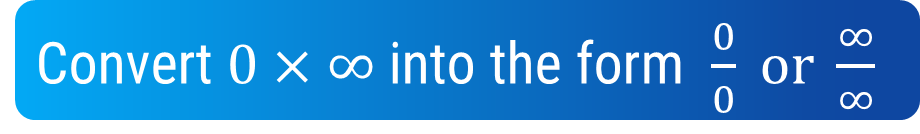 Convert 0 × ∞ into the form 0/0 or ∞/∞